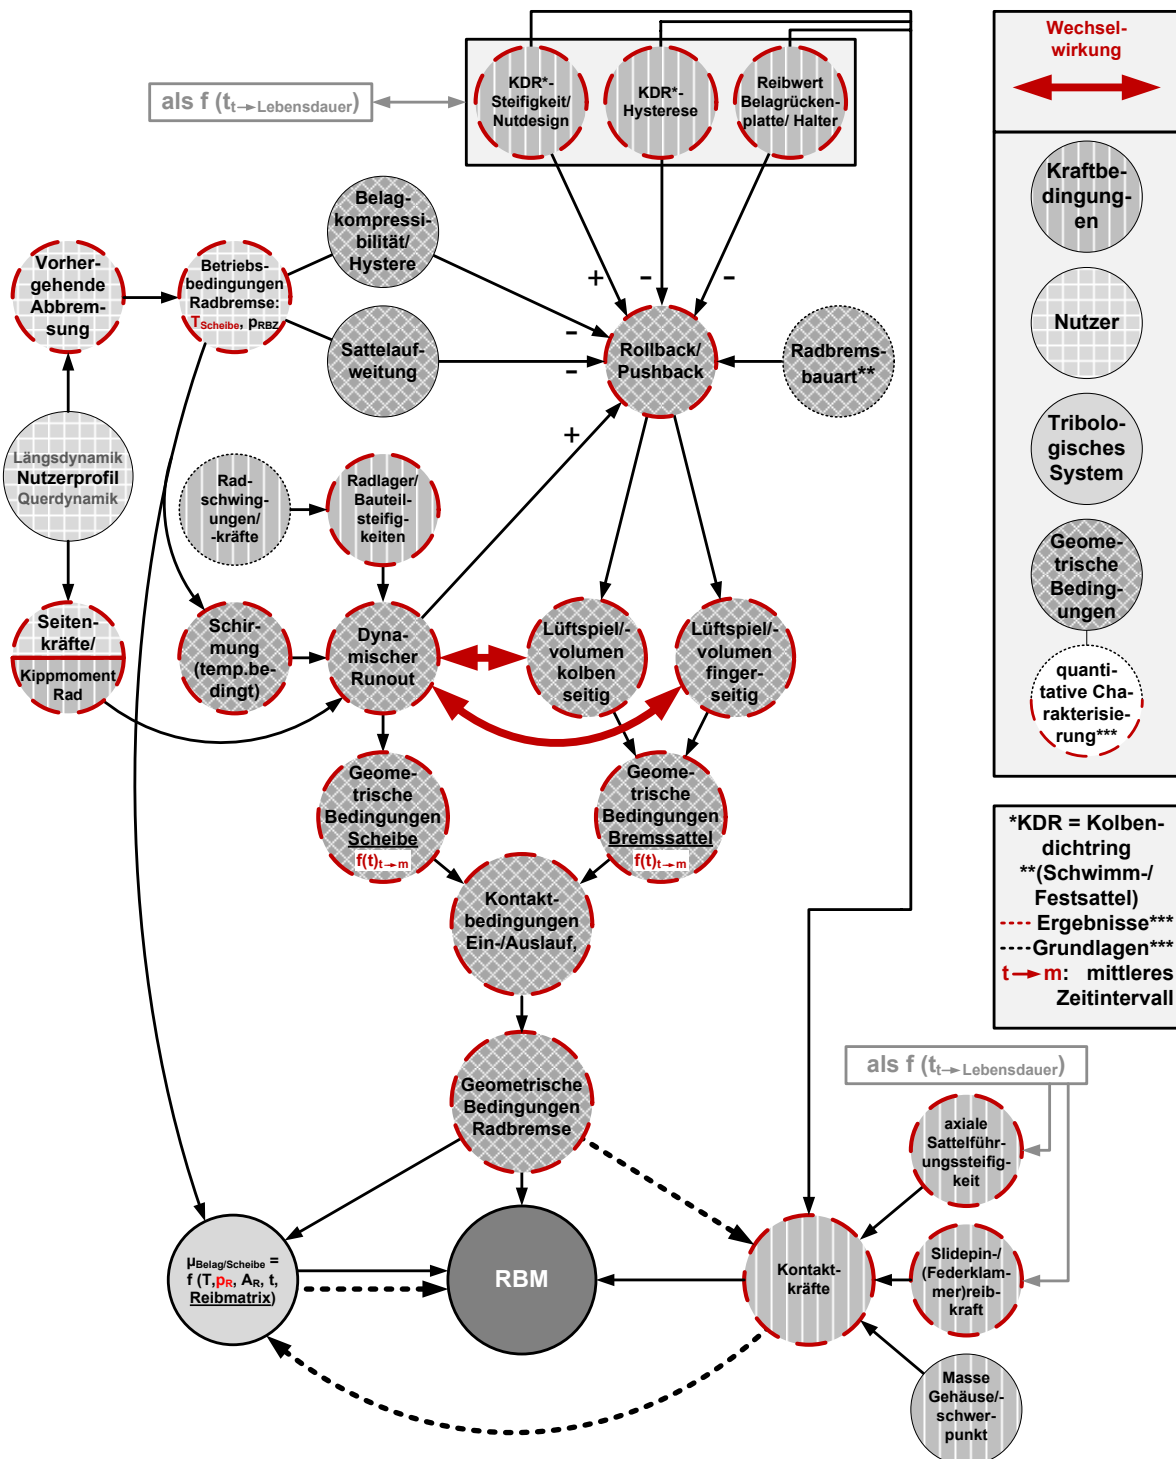 KDR*-
Steifigkeit/
Nutdesign
KDR*-
Hysterese
Reibwert
Belagrücken-
platte/ Halter
als f (t t→Lebensdauer)
Wechsel-
wirkung
Kraftbe-
dingung-
en
Nutzer
Tribolo-
gisches
System
Geome-
trische
Beding-
ungen
quanti-
tative Cha-
rakterisie-
rung***
*KDR = Kolben-
dichtring
**(Schwimm-/
Festsattel)
Ergebnisse***
Grundlagen***
t→m: mittleres
Zeitintervall
Belag-
kompressi-
bilität/
Hystere
Vorher-
gehende
Abbrem-
sung
Betriebs-
bedingungen
Radbremse:
TScheibe, pRBZ
+
-
-
-
-
Sattelauf-
weitung
Rollback/
Pushback
Radbrems-
bauart**
+
Längsdynamik
Nutzerprofil
Querdynamik
Rad-
schwing-
ungen/
-kräfte
Radlager/
Bauteil-
steifig-
keiten
Seiten-
kräfte/
Kippmoment
Rad
Schir-
mung
(temp.be-
dingt)
Dyna-
mischer
Runout
Lüftspiel/-
volumen
kolben
seitig
Lüftspiel/-
volumen
finger-
seitig
Geome-
trische
Bedingungen
Scheibe
f(t)t→m
Geome-
trische
Bedingungen
Bremssattel
f(t)t→m
Kontakt-
bedingungen
Ein-/Auslauf,
Geometrische
Bedingungen
Radbremse
als f (t t→Lebensdauer)
axiale
Sattelführ-
ungssteifig-
keit
µBelag/Scheibe =
f (T,pR, AR, t,
Reibmatrix)
RBM
Kontakt-
kräfte
Slidepin-/
(Federklam-
mer)reib-
kraft
Masse
Gehäuse/-
schwer-
punkt